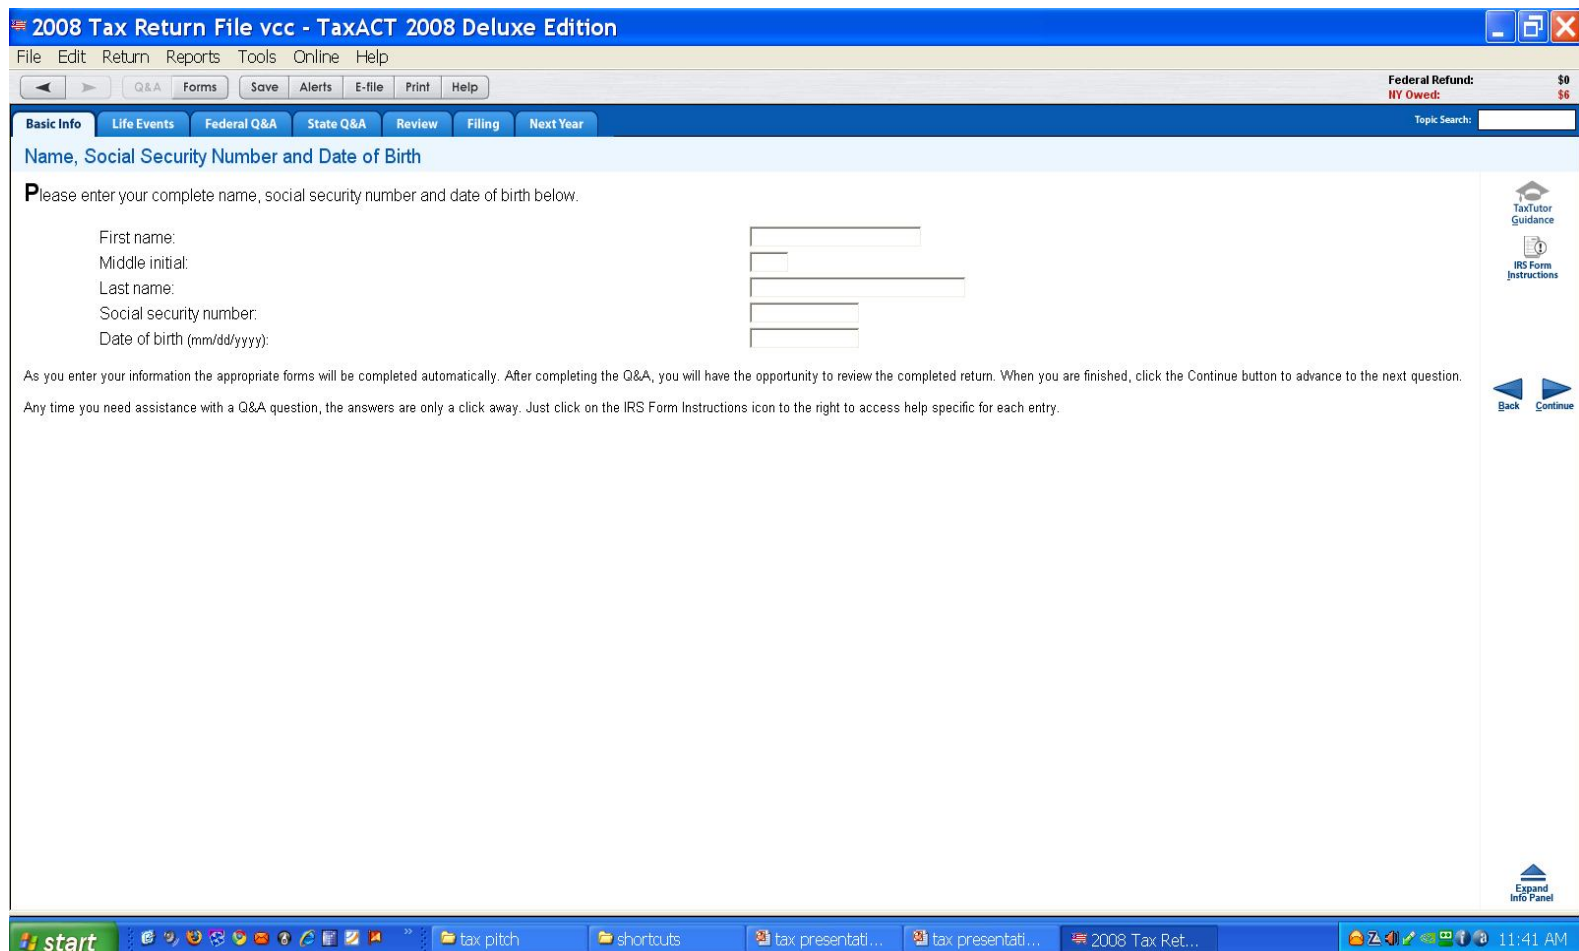 2008 Tax Return File vcc - TaxACT 2008 Deluxe Edition
File Edit Return Reports Tools Online Help
Q&A Forms Save Alerts E-file Print Help
Federal Refund: $0
NY Owed: $6
Basic Info Life Events Federal Q&A State Q&A Review Filing Next Year
Topic Search:
Name, Social Security Number and Date of Birth
Please enter your complete name, social security number and date of birth below.
First name:
Middle initial:
Last name:
Social security number:
Date of birth (mm/dd/yyyy):
As you enter your information the appropriate forms will be completed automatically. After completing the Q&A, you will have the opportunity to review the completed return. When you are finished, click the Continue button to advance to the next question.
Any time you need assistance with a Q&A question, the answers are only a click away. Just click on the IRS Form Instructions icon to the right to access help specific for each entry.
TaxTutor
Guidance
IRS Form
Instructions
Back Continue
Expand
Info Panel
start tax pitch shortcuts tax presentati... tax presentati... 2008 Tax Ret... 11:41 AM